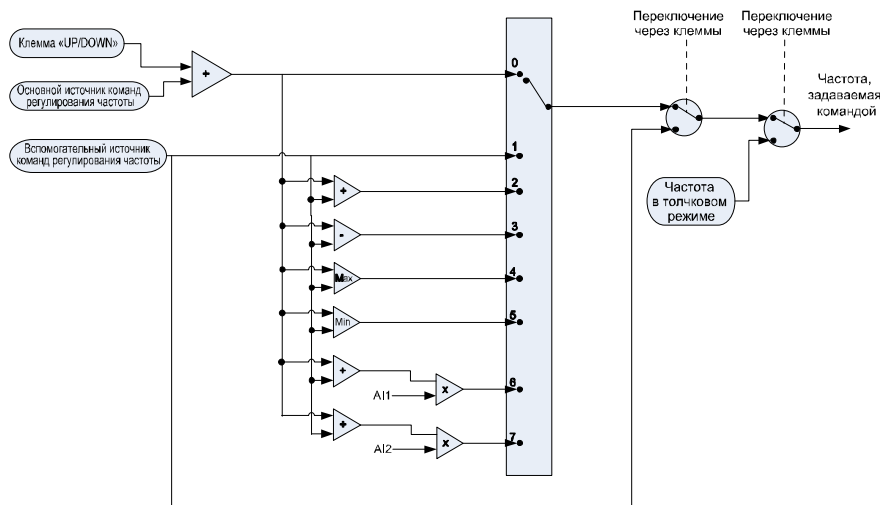 Переключение
через клеммы
Переключение
через клеммы
Клемма «UP/DOWN»
+
Основной источник команд
регулирования частоты
Частота,
задаваемая
командой
0
Вспомогательный источник
команд регулирования частоты
1
+
2
Частота
в толчковом
режиме
-
3
Max
4
Min
5
+
AI1
x
6
+
AI2
x
7